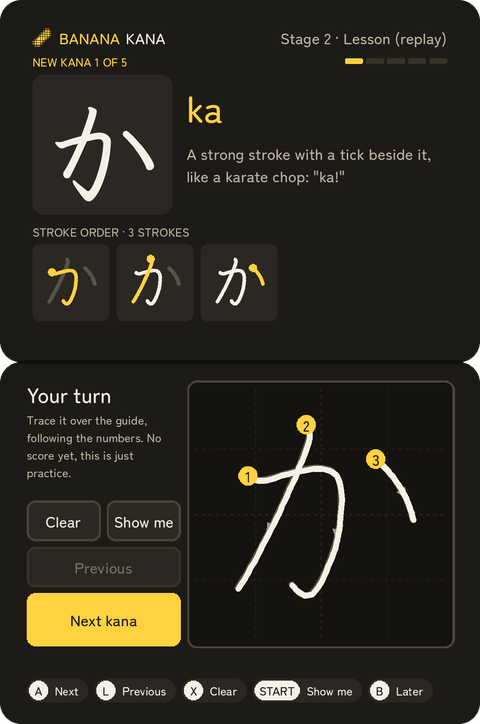 BANANA KANA
Stage 2 · Lesson (replay)
NEW KANA 1 OF 5
か
ka
A strong stroke with a tick beside it,
like a karate chop: "ka!"
STROKE ORDER · 3 STROKES
か か か
Your turn
Trace it over the guide,
following the numbers. No
score yet, this is just
practice.
Clear
Show me
Previous
Next kana
1 2 3
か
A Next
L Previous
X Clear
START Show me
B Later